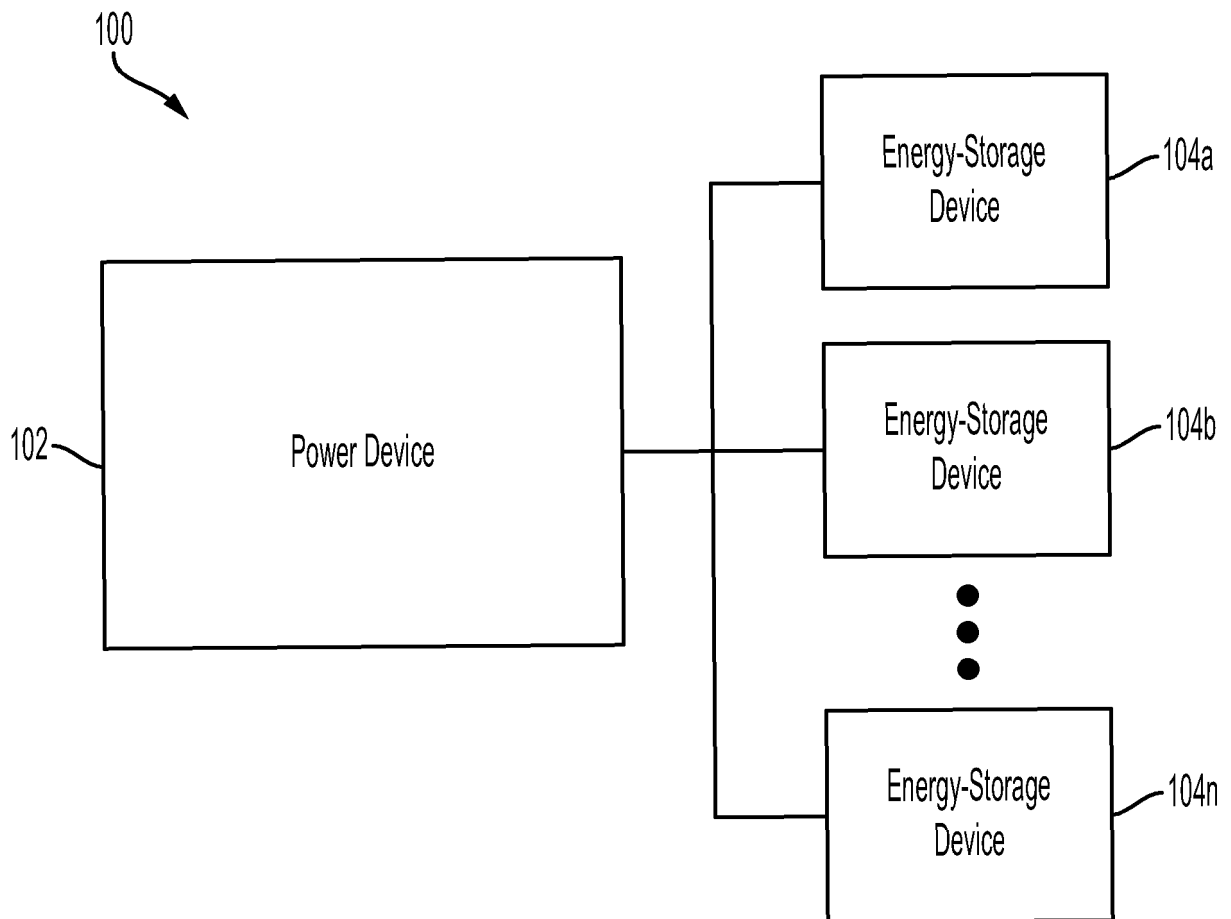 100
Energy-Storage
Device
104a
102
Power Device
Energy-Storage
Device
104b
Energy-Storage
Device
104n